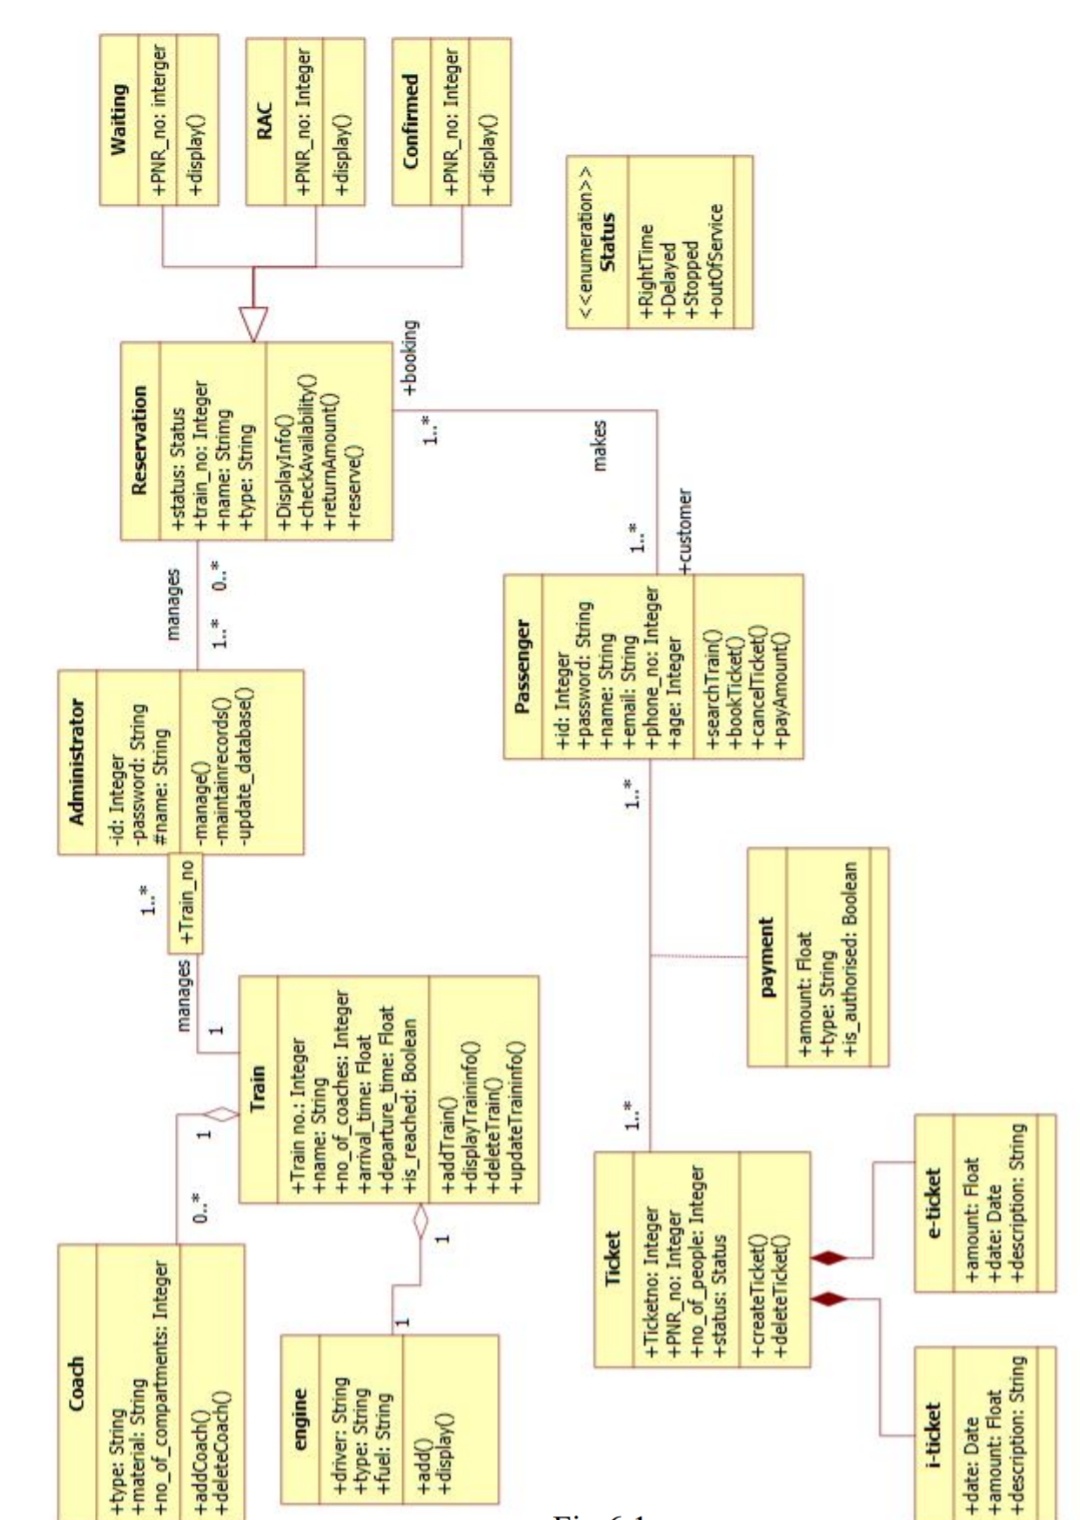 Coach
+type: String
+material: String
+no_of_compartments: Integer
+addCoach()
+deleteCoach()
0..*
1
manages
1
1..*
+Train_no
Administrator
-id: Integer
-password: String
#name: String
-manage()
-maintainrecords()
-update_database()
manages
1..*
0..*
Reservation
+status: Status
+train_no: Integer
+name: Strimg
+type: String
+DisplayInfo()
+checkAvailability()
+returnAmount()
+reserve()
Waiting
+PNR_no: interger
+display()
RAC
+PNR_no: Integer
+display()
Confirmed
+PNR_no: Integer
+display()
engine
+driver: String
+type: String
+fuel: String
+add()
+display()
1
1
Train
+Train no.: Integer
+name: String
+no_of_coaches: Integer
+arrival_time: Float
+departure_time: Float
+is_reached: Boolean
+addTrain()
+displayTraininfo()
+deleteTrain()
+updateTraininfo()
+booking
1..*
makes
1..*
+customer
<<enumeration>>
Status
+RightTime
+Delayed
+Stopped
+outOfService
Passenger
+id: Integer
+password: String
+name: String
+email: String
+phone_no: Integer
+age: Integer
+searchTrain()
+bookTicket()
+cancelTicket()
+payAmount()
1..*
1..*
Ticket
+Ticketno: Integer
+PNR_no: Integer
+no_of_people: Integer
+status: Status
+createTicket()
+deleteTicket()
payment
+amount: Float
+type: String
+is_authorised: Boolean
i-ticket
+date: Date
+amount: Float
+description: String
e-ticket
+amount: Float
+date: Date
+description: String